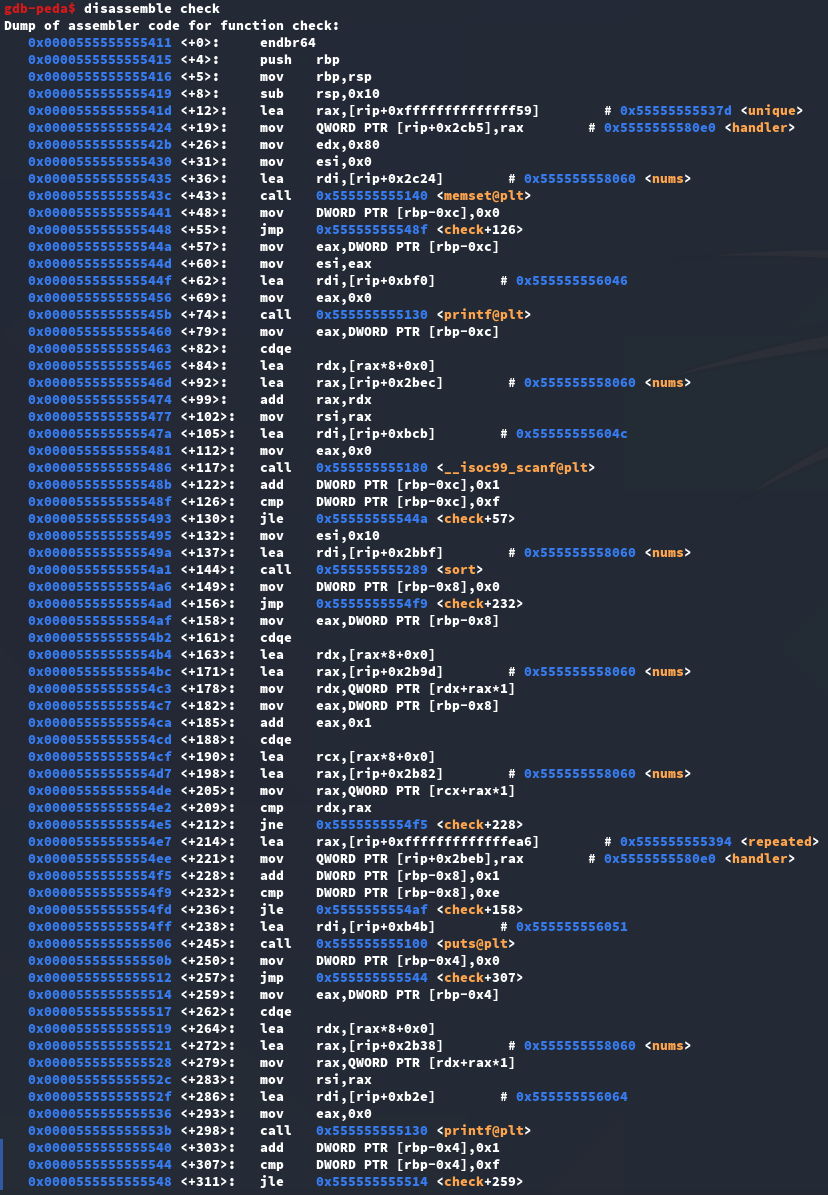 gdb-peda$ disassemble check
Dump of assembler code for function check:
   0x0000555555555411 <+0>:     endbr64
   0x0000555555555415 <+4>:     push   rbp
   0x0000555555555416 <+5>:     mov    rbp,rsp
   0x0000555555555419 <+8>:     sub    rsp,0x10
   0x000055555555541d <+12>:    lea    rax,[rip+0xffffffffffffff59]        # 0x55555555537d <unique>
   0x0000555555555424 <+19>:    mov    QWORD PTR [rip+0x2cb5],rax        # 0x5555555580e0 <handler>
   0x000055555555542b <+26>:    mov    edx,0x80
   0x0000555555555430 <+31>:    mov    esi,0x0
   0x0000555555555435 <+36>:    lea    rdi,[rip+0x2c24]        # 0x555555558060 <nums>
   0x000055555555543c <+43>:    call   0x555555555140 <memset@plt>
   0x0000555555555441 <+48>:    mov    DWORD PTR [rbp-0xc],0x0
   0x0000555555555448 <+55>:    jmp    0x55555555548f <check+126>
   0x000055555555544a <+57>:    mov    eax,DWORD PTR [rbp-0xc]
   0x000055555555544d <+60>:    mov    esi,eax
   0x000055555555544f <+62>:    lea    rdi,[rip+0xbf0]        # 0x555555556046
   0x0000555555555456 <+69>:    mov    eax,0x0
   0x000055555555545b <+74>:    call   0x555555555130 <printf@plt>
   0x0000555555555460 <+79>:    mov    eax,DWORD PTR [rbp-0xc]
   0x0000555555555463 <+82>:    cdqe
   0x0000555555555465 <+84>:    lea    rdx,[rax*8+0x0]
   0x000055555555546d <+92>:    lea    rax,[rip+0x2bec]        # 0x555555558060 <nums>
   0x0000555555555474 <+99>:    add    rax,rdx
   0x0000555555555477 <+102>:   mov    rsi,rax
   0x000055555555547a <+105>:   lea    rdi,[rip+0xbcb]        # 0x55555555604c
   0x0000555555555481 <+112>:   mov    eax,0x0
   0x0000555555555486 <+117>:   call   0x555555555180 <__isoc99_scanf@plt>
   0x000055555555548b <+122>:   add    DWORD PTR [rbp-0xc],0x1
   0x000055555555548f <+126>:   cmp    DWORD PTR [rbp-0xc],0xf
   0x0000555555555493 <+130>:   jle    0x55555555544a <check+57>
   0x0000555555555495 <+132>:   mov    esi,0x10
   0x000055555555549a <+137>:   lea    rdi,[rip+0x2bbf]        # 0x555555558060 <nums>
   0x00005555555554a1 <+144>:   call   0x555555555289 <sort>
   0x00005555555554a6 <+149>:   mov    DWORD PTR [rbp-0x8],0x0
   0x00005555555554ad <+156>:   jmp    0x5555555554f9 <check+232>
   0x00005555555554af <+158>:   mov    eax,DWORD PTR [rbp-0x8]
   0x00005555555554b2 <+161>:   cdqe
   0x00005555555554b4 <+163>:   lea    rdx,[rax*8+0x0]
   0x00005555555554bc <+171>:   lea    rax,[rip+0x2b9d]        # 0x555555558060 <nums>
   0x00005555555554c3 <+178>:   mov    rdx,QWORD PTR [rdx+rax*1]
   0x00005555555554c7 <+182>:   mov    eax,DWORD PTR [rbp-0x8]
   0x00005555555554ca <+185>:   add    eax,0x1
   0x00005555555554cd <+188>:   cdqe
   0x00005555555554cf <+190>:   lea    rcx,[rax*8+0x0]
   0x00005555555554d7 <+198>:   lea    rax,[rip+0x2b82]        # 0x555555558060 <nums>
   0x00005555555554de <+205>:   mov    rax,QWORD PTR [rcx+rax*1]
   0x00005555555554e2 <+209>:   cmp    rdx,rax
   0x00005555555554e5 <+212>:   jne    0x5555555554f5 <check+228>
   0x00005555555554e7 <+214>:   lea    rax,[rip+0xfffffffffffffea6]        # 0x555555555394 <repeated>
   0x00005555555554ee <+221>:   mov    QWORD PTR [rip+0x2beb],rax        # 0x5555555580e0 <handler>
   0x00005555555554f5 <+228>:   add    DWORD PTR [rbp-0x8],0x1
   0x00005555555554f9 <+232>:   cmp    DWORD PTR [rbp-0x8],0xe
   0x00005555555554fd <+236>:   jle    0x5555555554af <check+158>
   0x00005555555554ff <+238>:   lea    rdi,[rip+0xb4b]        # 0x555555556051
   0x0000555555555506 <+245>:   call   0x555555555100 <puts@plt>
   0x000055555555550b <+250>:   mov    DWORD PTR [rbp-0x4],0x0
   0x0000555555555512 <+257>:   jmp    0x555555555544 <check+307>
   0x0000555555555514 <+259>:   mov    eax,DWORD PTR [rbp-0x4]
   0x0000555555555517 <+262>:   cdqe
   0x0000555555555519 <+264>:   lea    rdx,[rax*8+0x0]
   0x0000555555555521 <+272>:   lea    rax,[rip+0x2b38]        # 0x555555558060 <nums>
   0x0000555555555528 <+279>:   mov    rax,QWORD PTR [rdx+rax*1]
   0x000055555555552c <+283>:   mov    rsi,rax
   0x000055555555552f <+286>:   lea    rdi,[rip+0xb2e]        # 0x555555556064
   0x0000555555555536 <+293>:   mov    eax,0x0
   0x000055555555553b <+298>:   call   0x555555555130 <printf@plt>
   0x0000555555555540 <+303>:   add    DWORD PTR [rbp-0x4],0x1
   0x0000555555555544 <+307>:   cmp    DWORD PTR [rbp-0x4],0xf
   0x0000555555555548 <+311>:   jle    0x555555555514 <check+259>